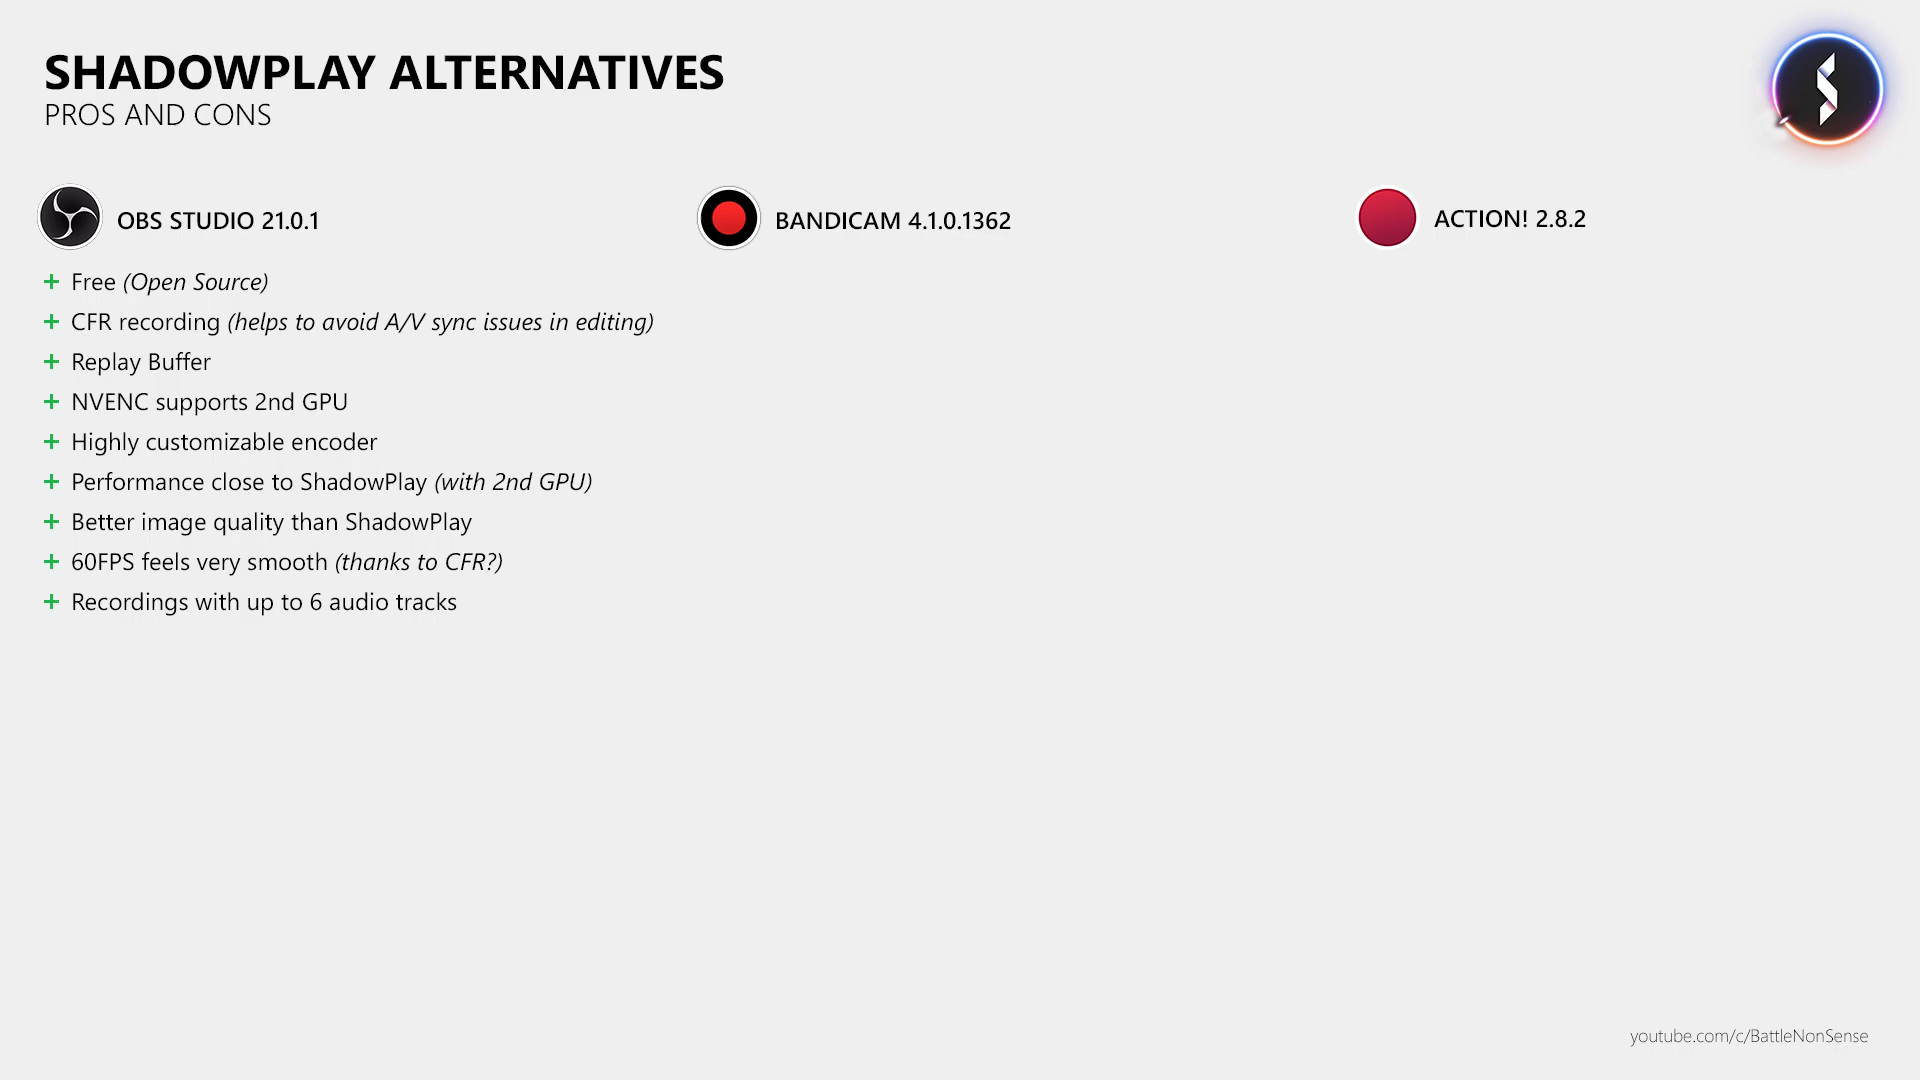 SHADOWPLAY ALTERNATIVES
PROS AND CONS
OBS STUDIO 21.0.1
+ Free (Open Source)
+ CFR recording (helps to avoid A/V sync issues in editing)
+ Replay Buffer
+ NVENC supports 2nd GPU
+ Highly customizable encoder
+ Performance close to ShadowPlay (with 2nd GPU)
+ Better image quality than ShadowPlay
+ 60FPS feels very smooth (thanks to CFR?)
+ Recordings with up to 6 audio tracks
BANDICAM 4.1.0.1362
ACTION! 2.8.2
youtube.com/c/BattleNonSense